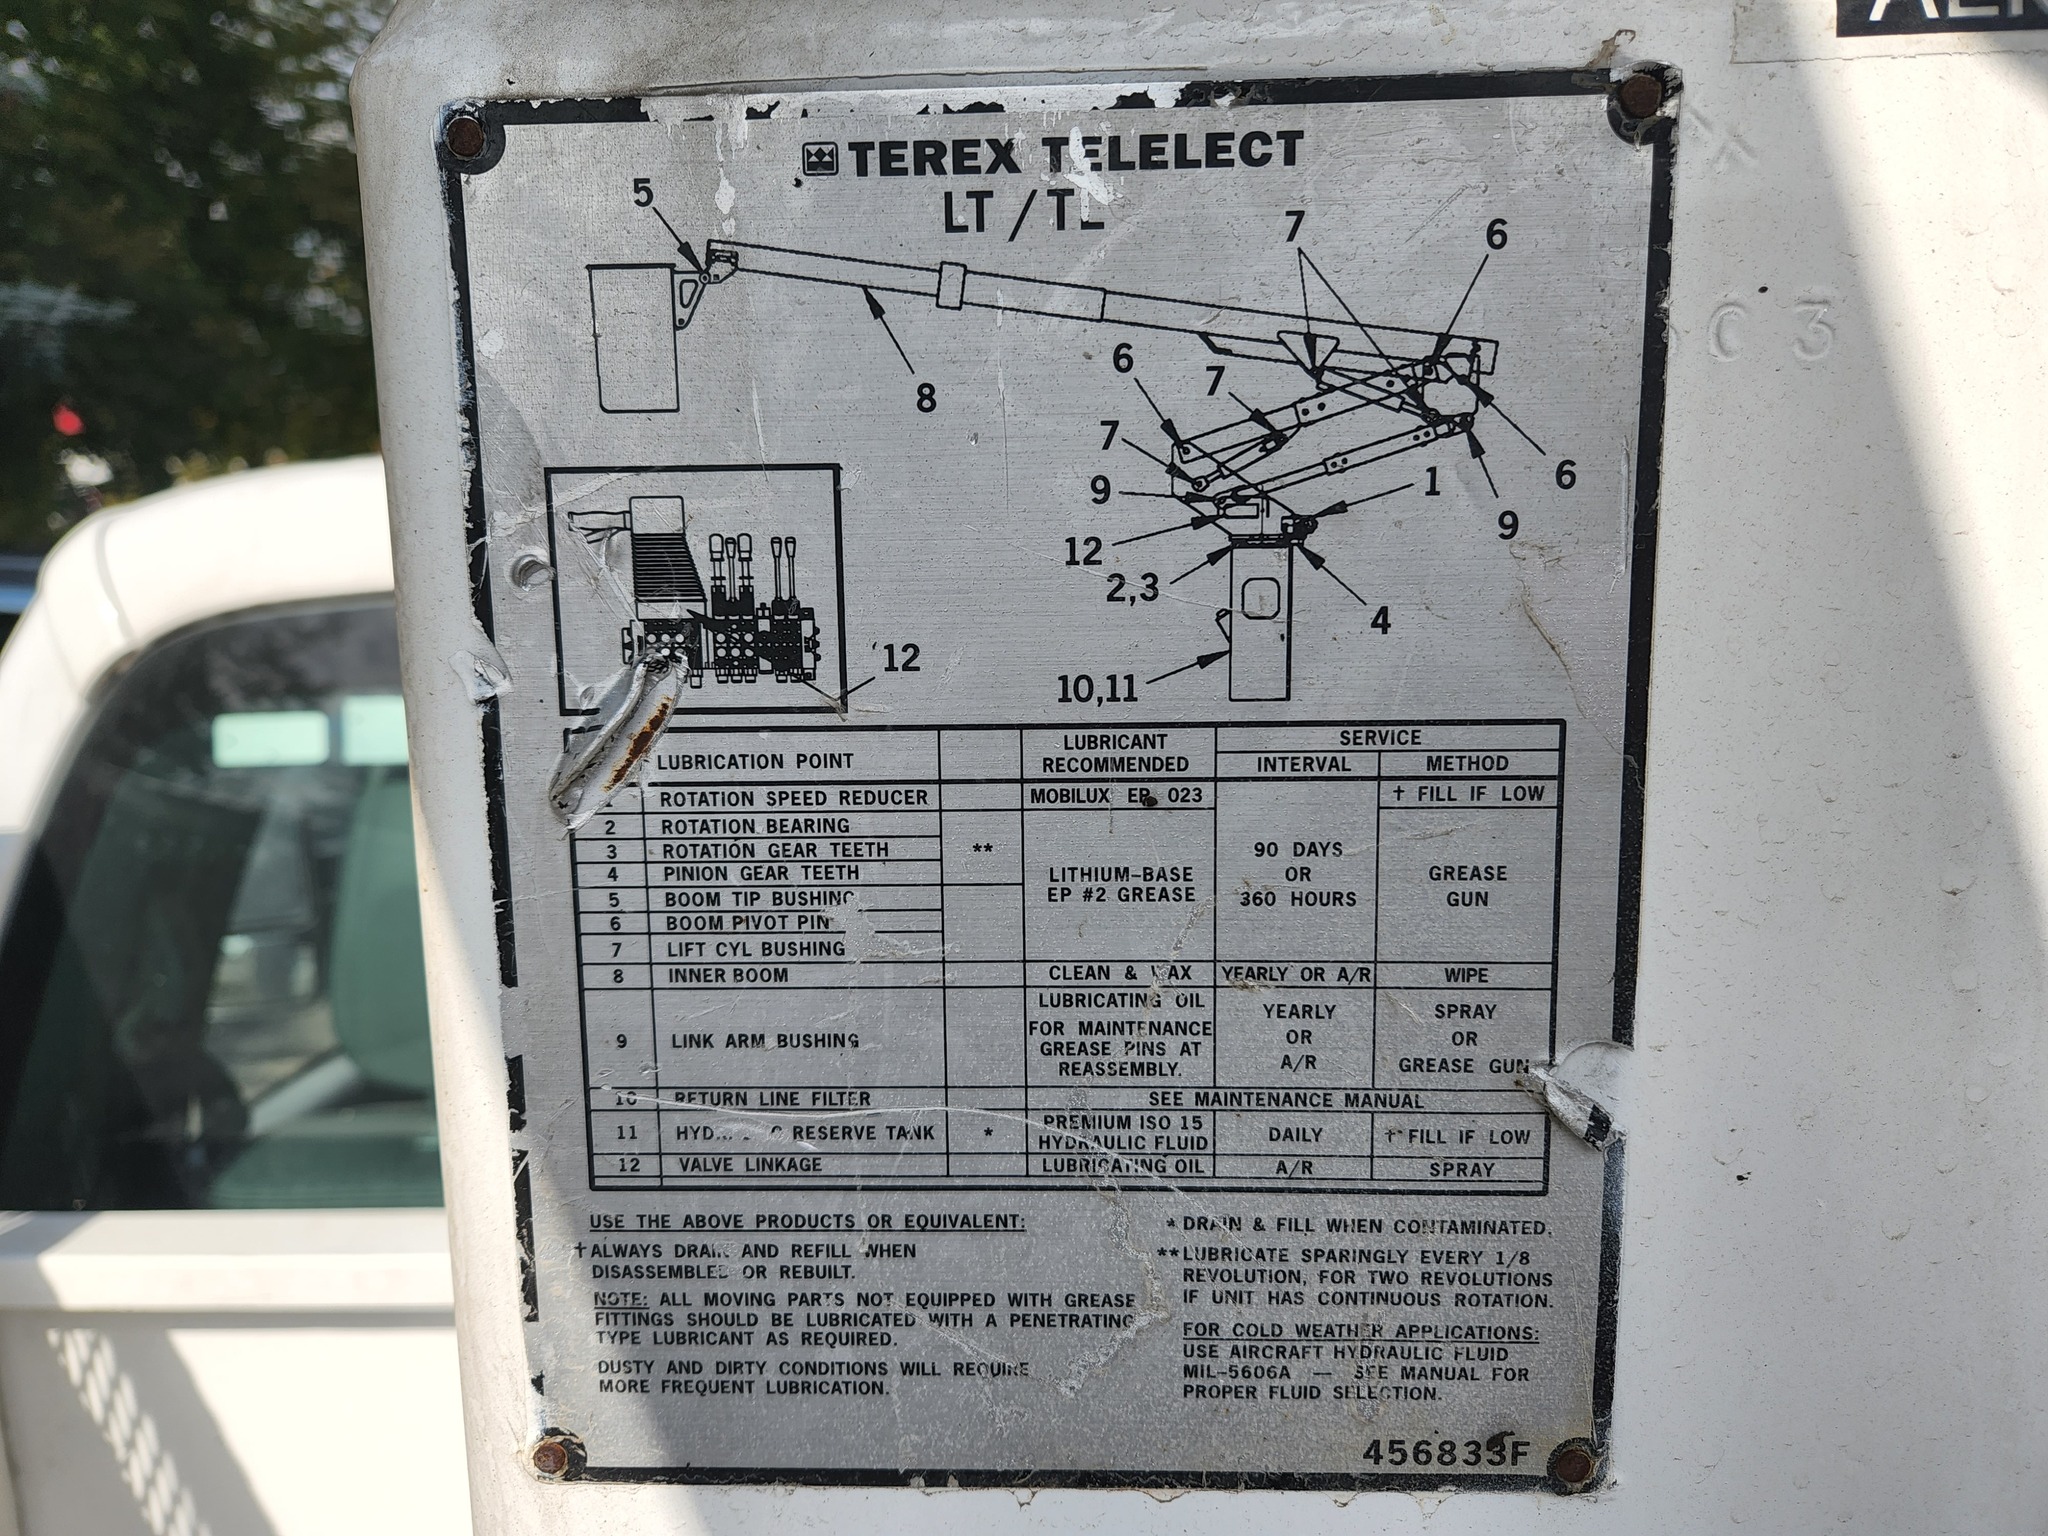 TEREX TELELECT
LT / TL
5
7
6
8
6
7
7
9
1
6
9
12
2,3
4
12
10,11
LUBRICATION POINT
LUBRICANT RECOMMENDED
SERVICE
INTERVAL
METHOD
ROTATION SPEED REDUCER
MOBILUX EP 023
† FILL IF LOW
2 ROTATION BEARING
3 ROTATION GEAR TEETH
**
4 PINION GEAR TEETH
5 BOOM TIP BUSHING
6 BOOM PIVOT PIN
7 LIFT CYL BUSHING
LITHIUM-BASE
EP #2 GREASE
90 DAYS
OR
360 HOURS
GREASE
GUN
8 INNER BOOM CLEAN & WAX YEARLY OR A/R WIPE
9 LINK ARM BUSHING
LUBRICATING OIL
FOR MAINTENANCE
GREASE PINS AT
REASSEMBLY.
YEARLY
OR
A/R
SPRAY
OR
GREASE GUN
10 RETURN LINE FILTER SEE MAINTENANCE MANUAL
11 RESERVE TANK *
PREMIUM ISO 15
HYDRAULIC FLUID
DAILY
† FILL IF LOW
12 VALVE LINKAGE LUBRICATING OIL A/R SPRAY
USE THE ABOVE PRODUCTS OR EQUIVALENT:
†ALWAYS DRAIN AND REFILL WHEN
DISASSEMBLED OR REBUILT.
NOTE: ALL MOVING PARTS NOT EQUIPPED WITH GREASE
FITTINGS SHOULD BE LUBRICATED WITH A PENETRATING
TYPE LUBRICANT AS REQUIRED.
DUSTY AND DIRTY CONDITIONS WILL REQUIRE
MORE FREQUENT LUBRICATION.
* DRAIN & FILL WHEN CONTAMINATED.
**LUBRICATE SPARINGLY EVERY 1/8
REVOLUTION, FOR TWO REVOLUTIONS
IF UNIT HAS CONTINUOUS ROTATION.
FOR COLD WEATHER APPLICATIONS:
USE AIRCRAFT HYDRAULIC FLUID
MIL-5606A — SEE MANUAL FOR
PROPER FLUID SELECTION.
456833F